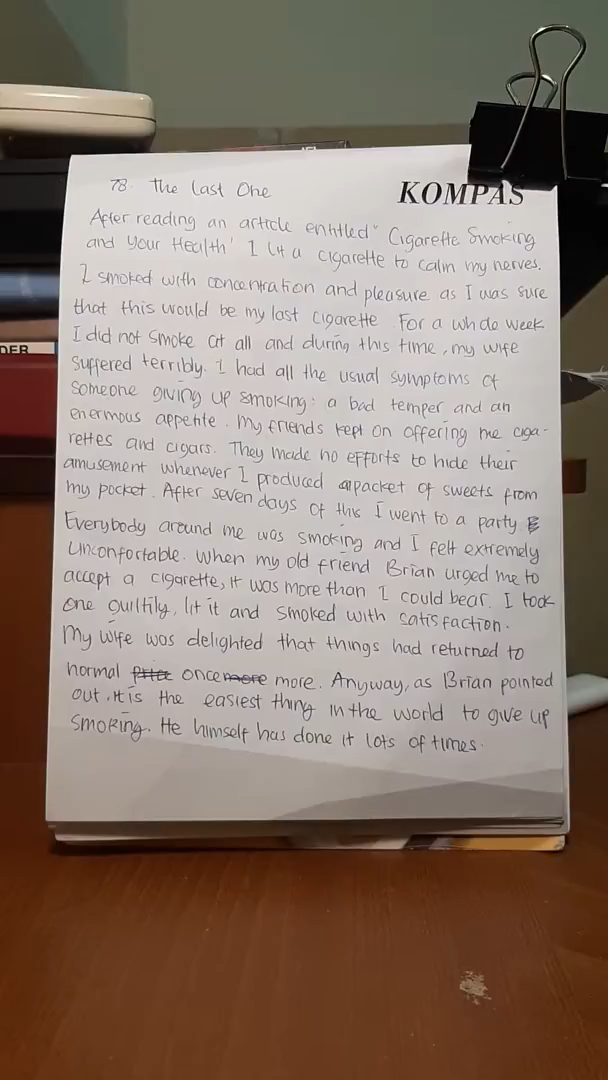 78. The Last One
KOMPAS
After reading an article entitled " Cigarette Smoking
and Your Health' I lit a cigarette to calm my nerves.
I smoked with concentration and pleasure as I was sure
that this would be my last cigarette. For a whole week
I did not smoke at all and during this time, my wife
suffered terribly. I had all the usual symptoms of
someone giving up smoking: a bad temper and an
enermous appetite. My friends kept on offering me ciga-
rettes and cigars. They made no efforts to hide their
amusement whenever I produced a packet of sweets from
my pocket. After seven days of this I went to a party
Everybody around me was smoking and I felt extremely
Unconfortable. When my old friend Brian urged me to
accept a cigarette, it was more than I could bear. I took
one guiltily, lit it and smoked with satisfaction.
My wife was delighted that things had returned to
normal once more more. Anyway, as Brian pointed
out, it is the easiest thing in the world to give up
smoking. He himself has done it lots of times.
DER